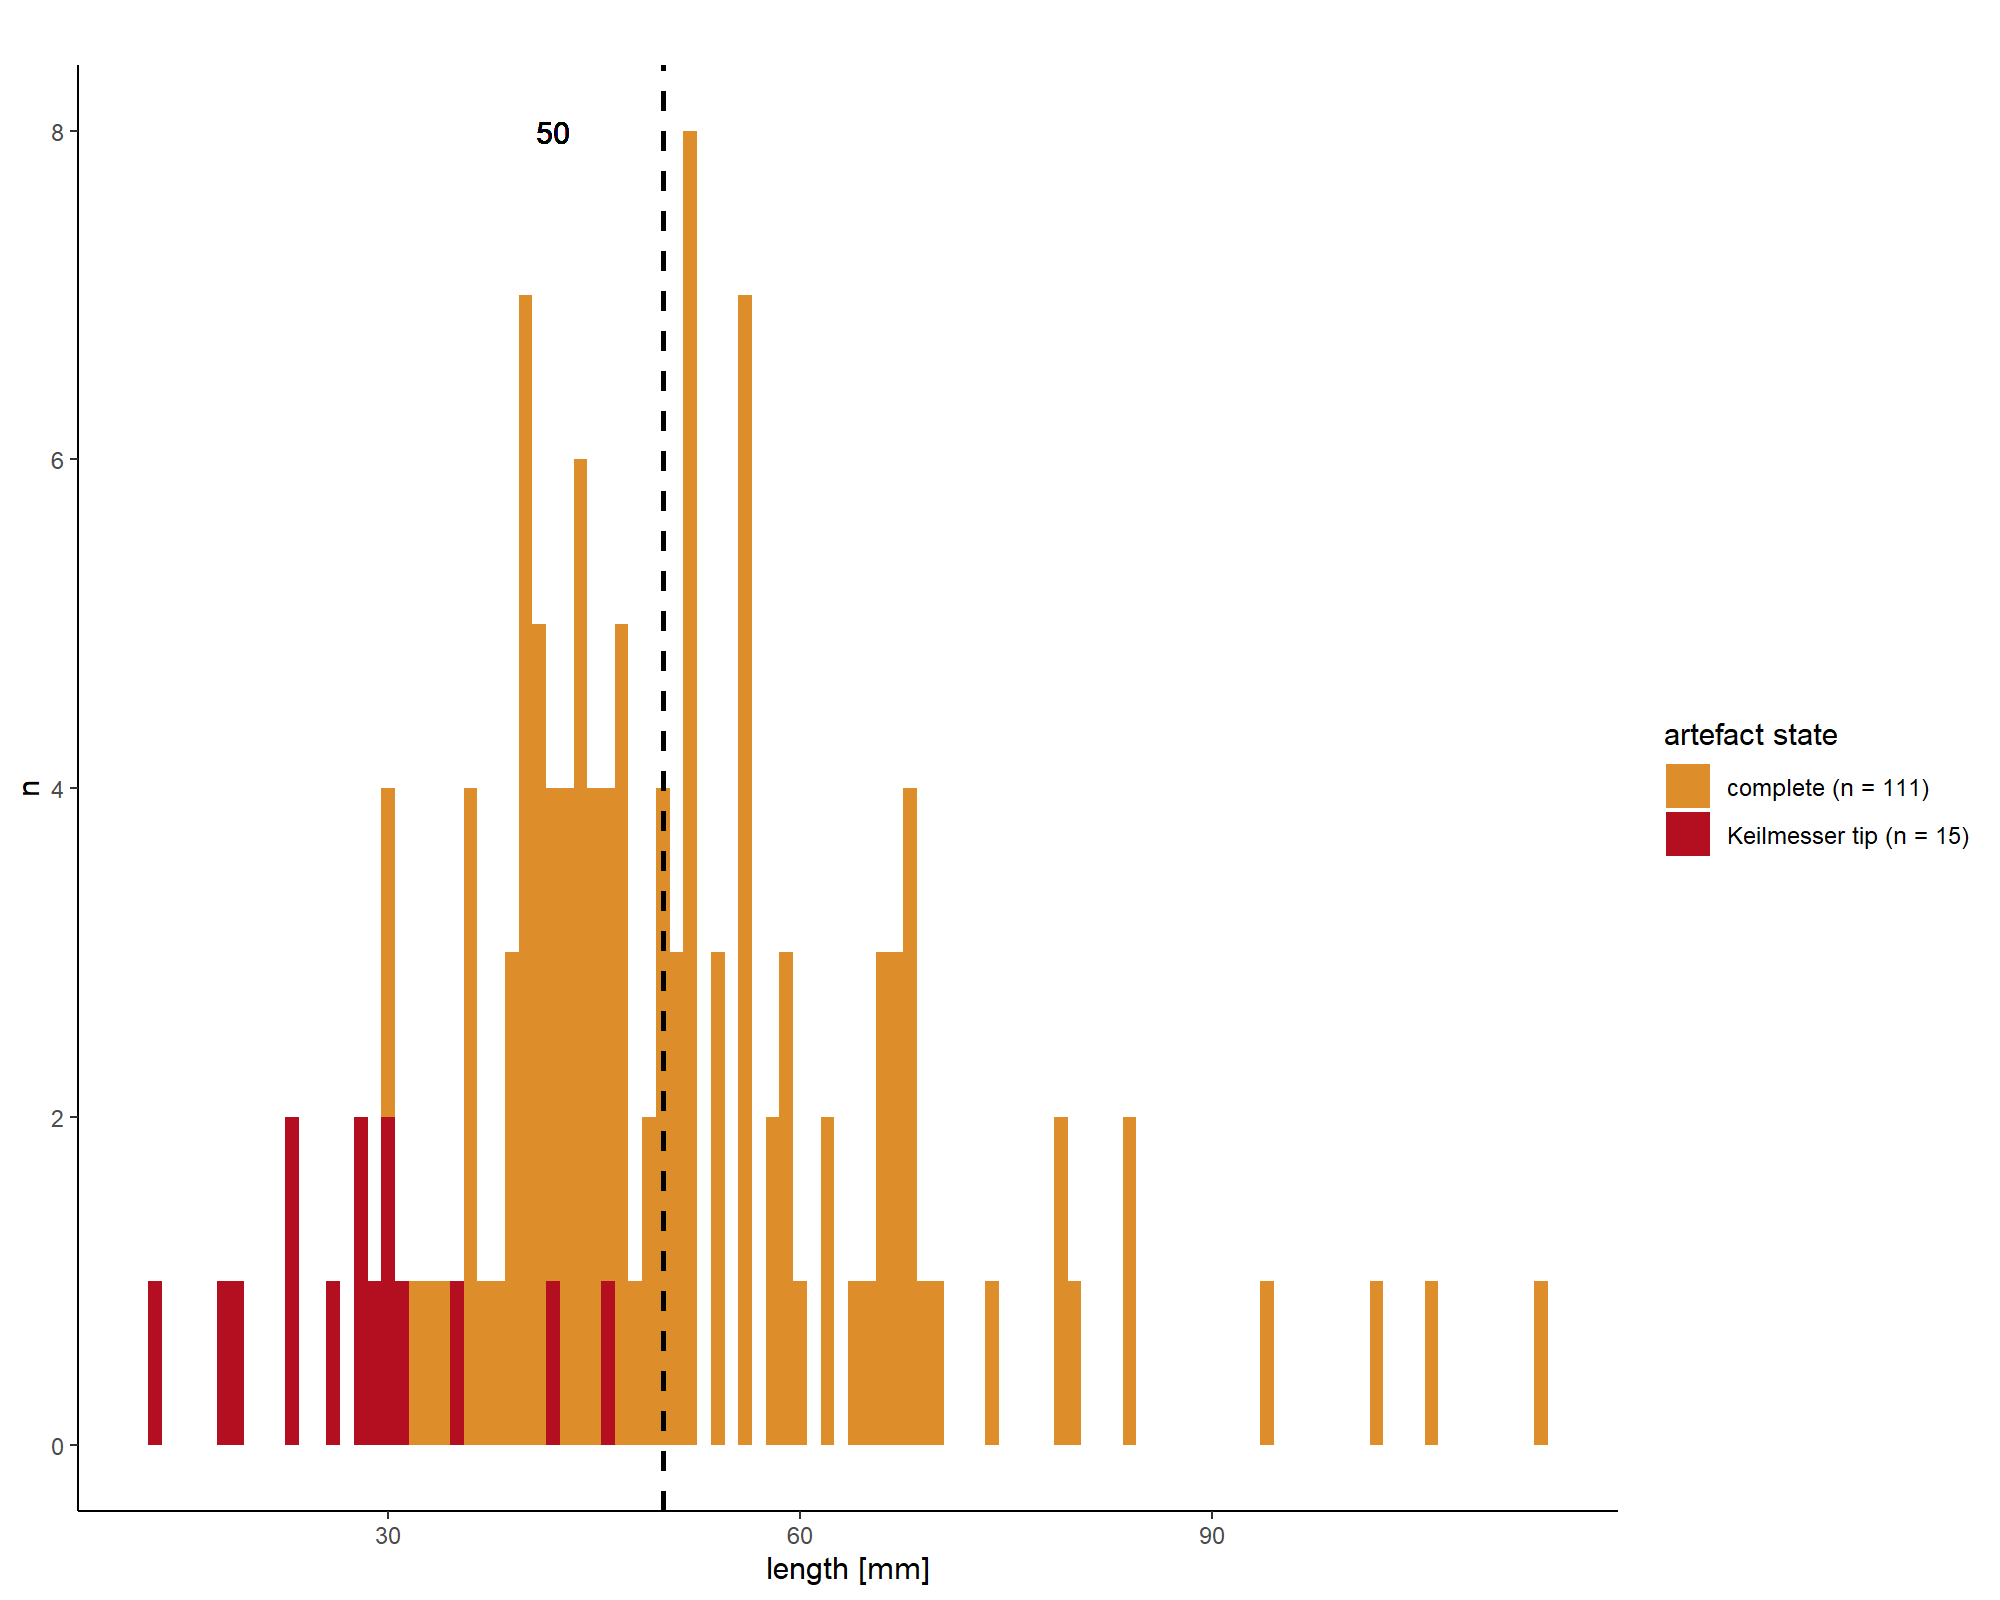 50
8
6
4
2
0
n
30
60
90
length [mm]
artefact state
complete (n = 111)
Keilmesser tip (n = 15)